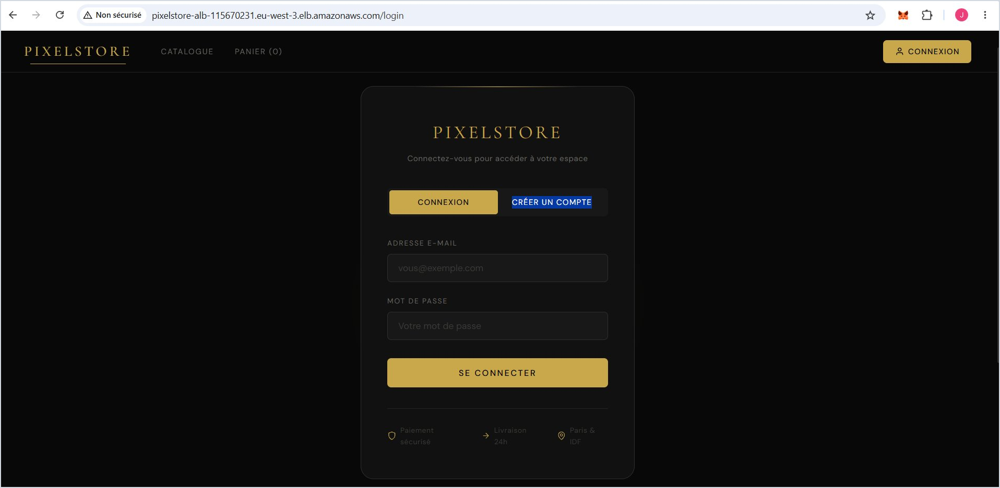 Non sécurisé
pixelstore-alb-115670231.eu-west-3.elb.amazonaws.com/login
J
PIXELSTORE
CATALOGUE
PANIER (0)
CONNEXION
PIXELSTORE
Connectez-vous pour accéder à votre espace
CONNEXION
CRÉER UN COMPTE
ADRESSE E-MAIL
vous@exemple.com
MOT DE PASSE
Votre mot de passe
SE CONNECTER
Paiement
sécurisé
Livraison
24h
Paris &
IDF